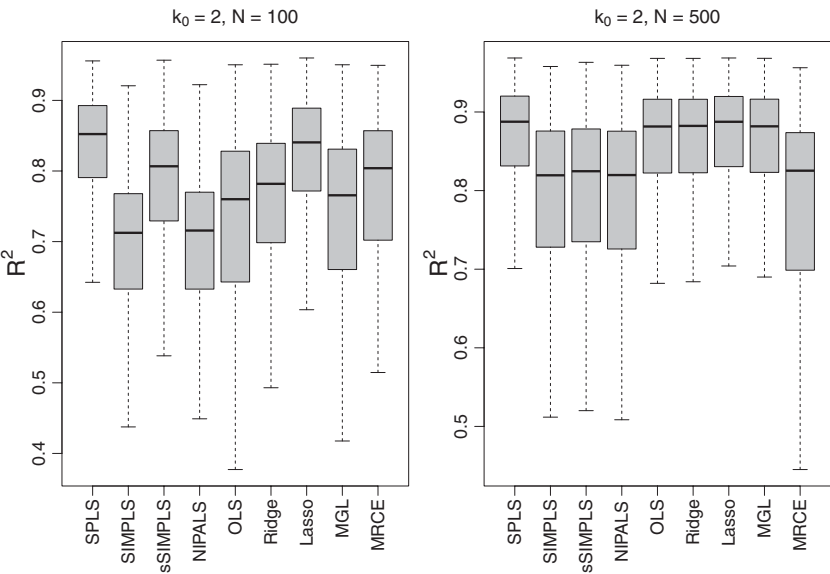 k₀ = 2, N = 100
R²
0.9
0.8
0.7
0.6
0.5
0.4
SPLS
SIMPLS
sSIMPLS
NIPALS
OLS
Ridge
Lasso
MGL
MRCE
k₀ = 2, N = 500
R²
0.9
0.8
0.7
0.6
0.5
SPLS
SIMPLS
sSIMPLS
NIPALS
OLS
Ridge
Lasso
MGL
MRCE